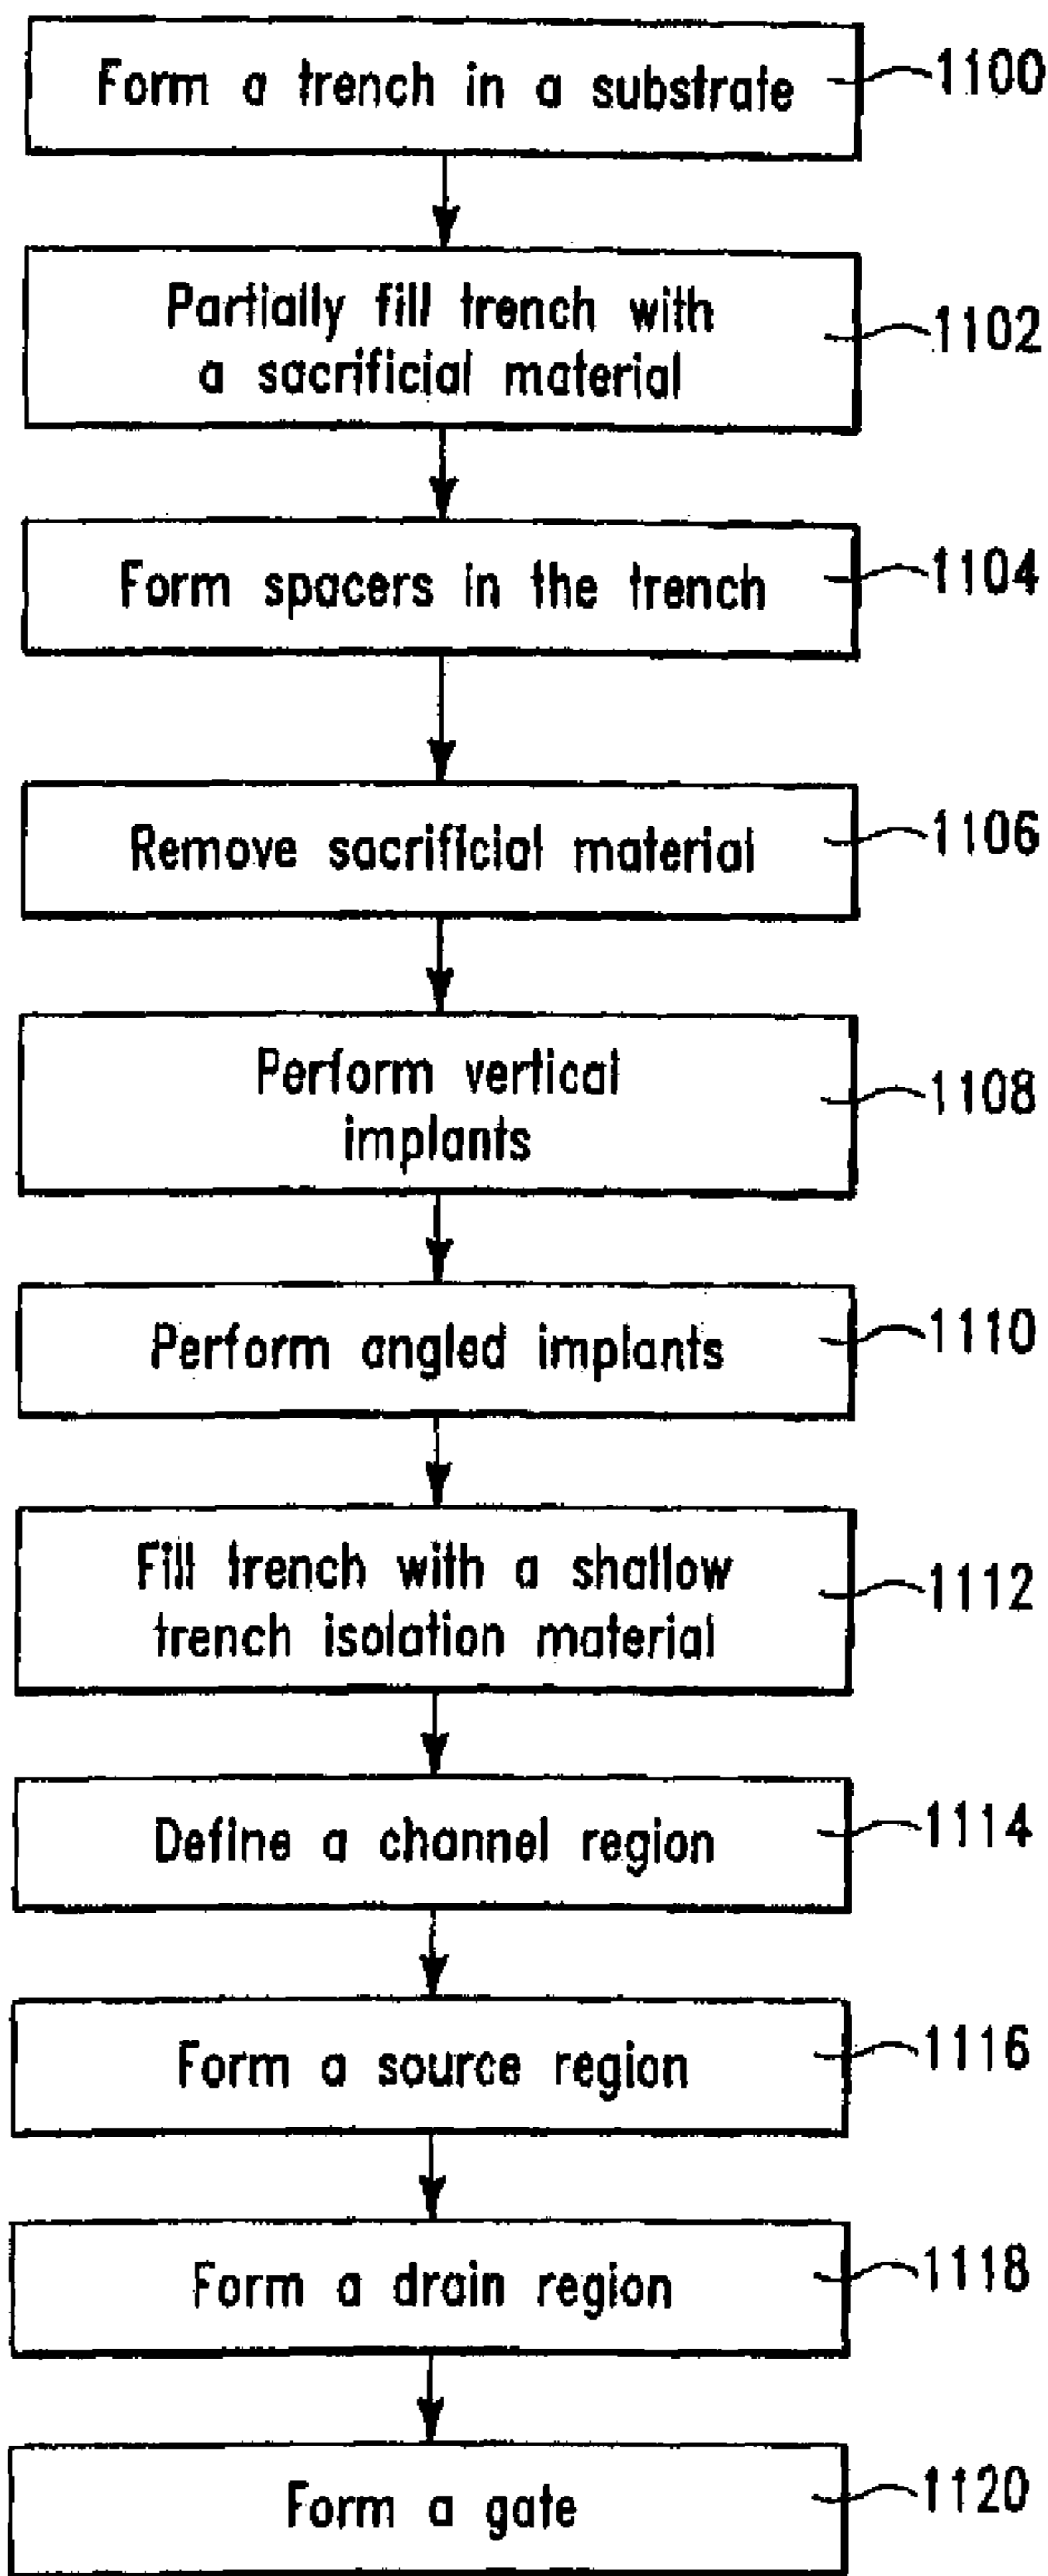 Form a trench in a substrate
1100
Partially fill trench with
a sacrificial material
1102
Form spacers in the trench
1104
Remove sacrificial material
1106
Perform vertical
implants
1108
Perform angled implants
1110
Fill trench with a shallow
trench isolation material
1112
Define a channel region
1114
Form a source region
1116
Form a drain region
1118
Form a gate
1120